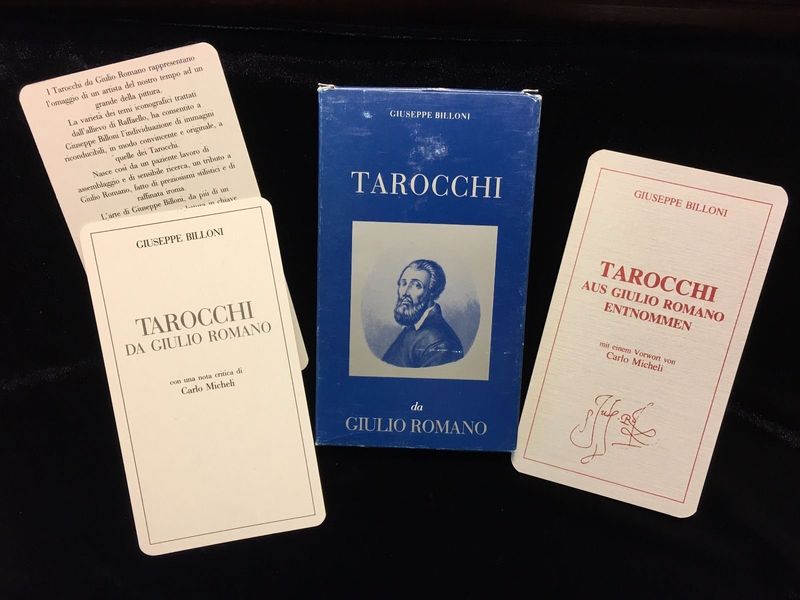 I Tarocchi da Giulio Romano rappresentano
l'omaggio di un artista del nostro tempo ad un
grande della pittura.
La varietà dei temi iconografici trattati
dall'allievo di Raffaello, ha consentito a
Giuseppe Billoni l'individuazione di immagini
riconducibili, in modo convincente e originale, a
quelle dei Tarocchi.
Nasce così da un paziente lavoro di
assemblaggio e di sensibile ricerca, un tributo a
Giulio Romano, fatto di preziosismi stilistici e di
raffinata ironia.
L'arte di Giuseppe Billoni, da più di un
in chiave
GIUSEPPE BILLONI
TAROCCHI
DA GIULIO ROMANO
con una nota critica di
Carlo Micheli
GIUSEPPE BILLONI
TAROCCHI
da
GIULIO ROMANO
GIUSEPPE BILLONI
TAROCCHI
AUS GIULIO ROMANO
ENTNOMMEN
mit einem Vorwort von
Carlo Micheli